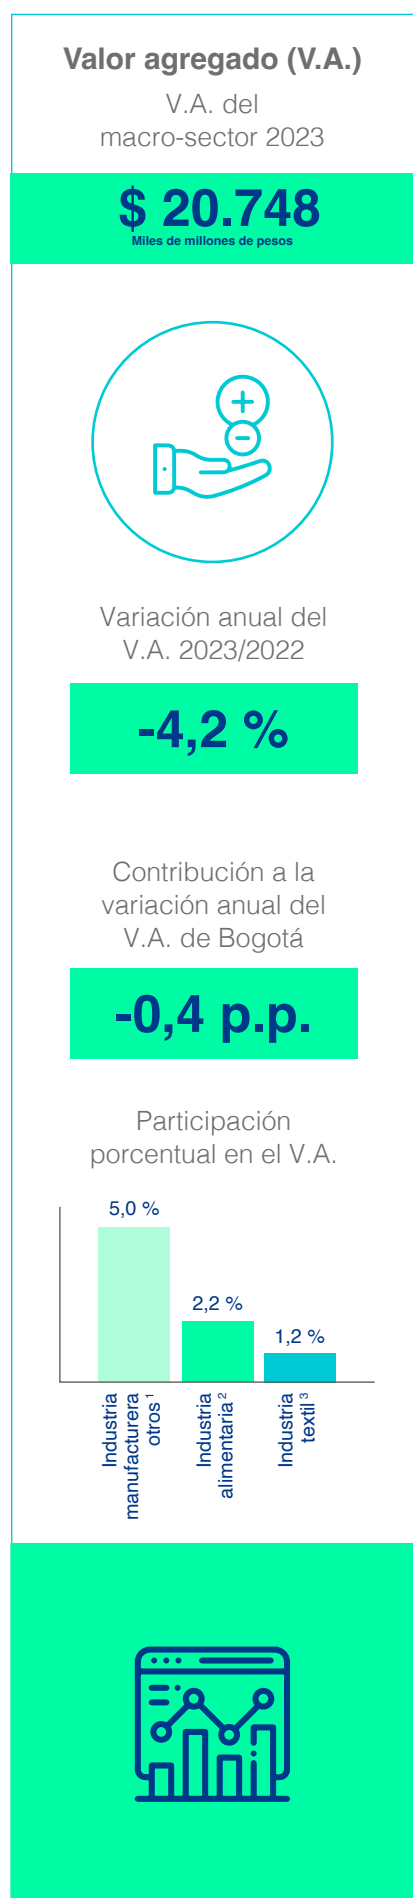 Valor agregado (V.A.)
V.A. del
macro-sector 2023
$ 20.748
Miles de millones de pesos
Variación anual del
V.A. 2023/2022
-4,2 %
Contribución a la
variación anual del
V.A. de Bogotá
-0,4 p.p.
Participación
porcentual en el V.A.
5,0 %
2,2 %
1,2 %
Industria
manufacturera
otros ¹
Industria
alimentaria ²
Industria
textil ³